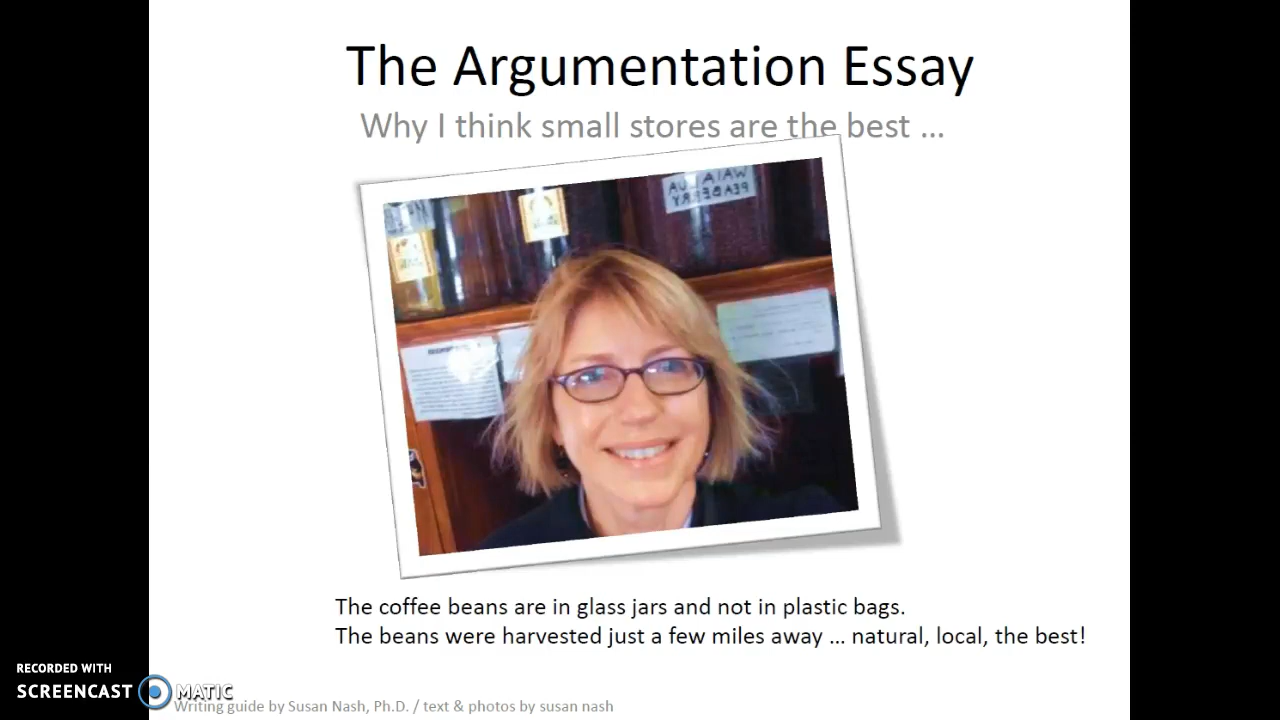 The Argumentation Essay
Why I think small stores are the best ...
WAIALUA
PEABERRY
The coffee beans are in glass jars and not in plastic bags.
The beans were harvested just a few miles away ... natural, local, the best!
RECORDED WITH
SCREENCAST MATIC
Writing guide by Susan Nash, Ph.D. / text & photos by susan nash